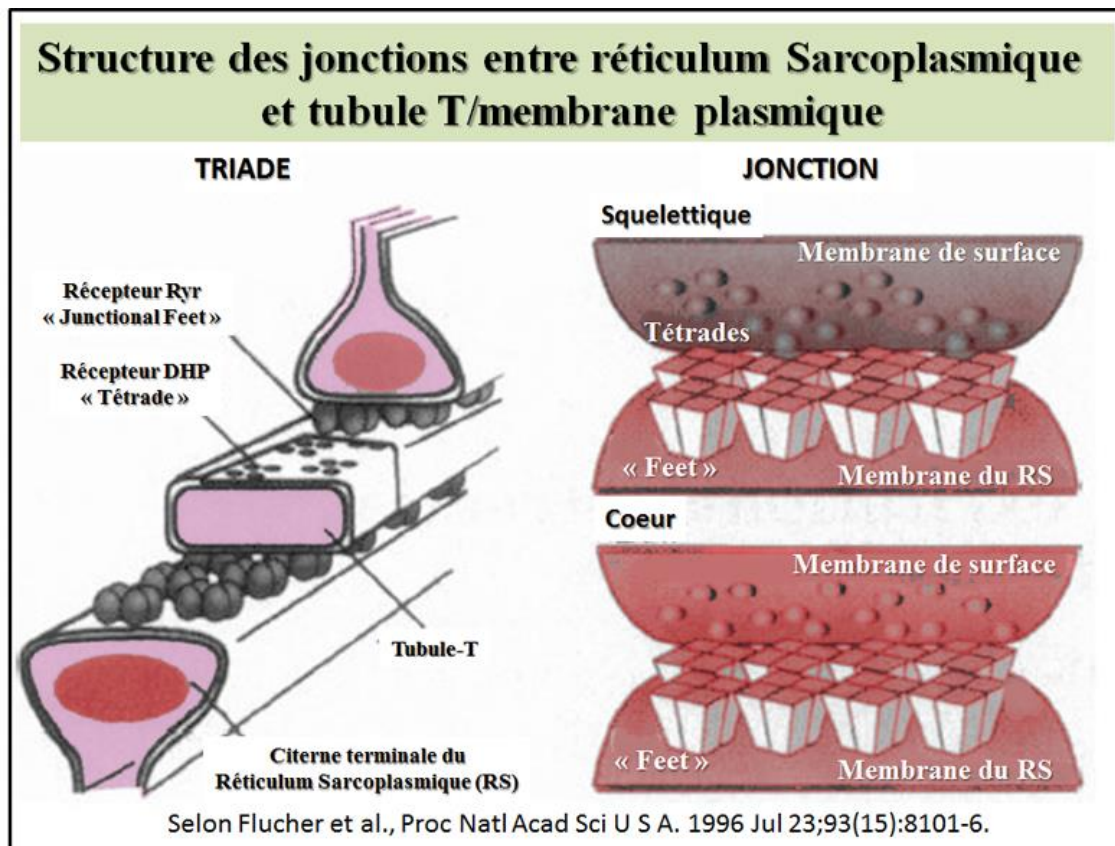 Structure des jonctions entre réticulum Sarcoplasmique
et tubule T/membrane plasmique
TRIADE
Récepteur Ryr
« Junctional Feet »
Récepteur DHP
« Tétrade »
Tubule-T
Citerne terminale du
Réticulum Sarcoplasmique (RS)
JONCTION
Squelettique
Membrane de surface
Tétrades
« Feet »
Membrane du RS
Coeur
Membrane de surface
« Feet »
Membrane du RS
Selon Flucher et al., Proc Natl Acad Sci U S A. 1996 Jul 23;93(15):8101-6.